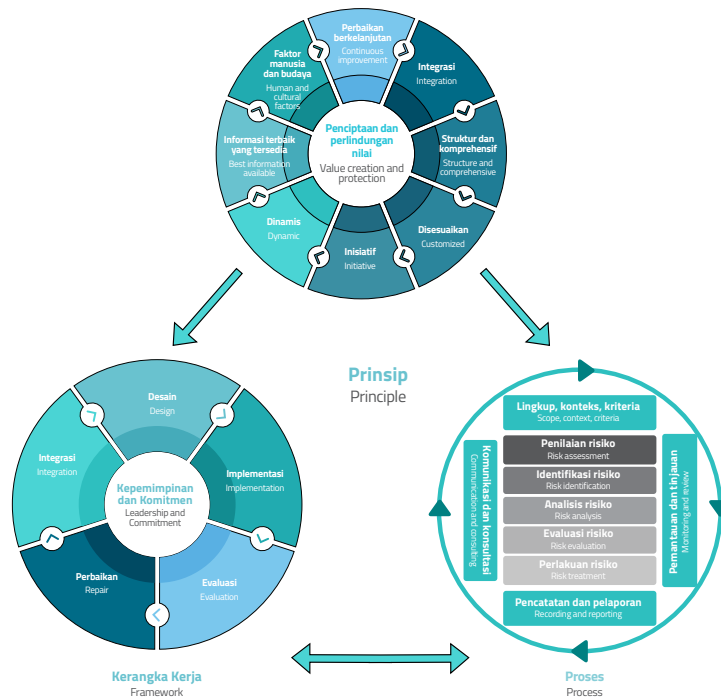 Perbaikan
berkelanjutan
Continuous
improvement
Integrasi
Integration
Struktur dan
komprehensif
Structure and
comprehensive
Disesuaikan
Customized
Inisiatif
Initiative
Dinamis
Dynamic
Informasi terbaik
yang tersedia
Best information
available
Faktor
manusia
dan budaya
Human and
cultural
factors
Penciptaan dan
perlindungan
nilai
Value creation and
protection
Prinsip
Principle
Desain
Design
Implementasi
Implementation
Evaluasi
Evaluation
Perbaikan
Repair
Integrasi
Integration
Kepemimpinan
dan Komitmen
Leadership and
Commitment
Kerangka Kerja
Framework
Lingkup, konteks, kriteria
Scope, context, criteria
Komunikasi dan konsultasi
Communication and consulting
Penilaian risiko
Risk assessment
Identifikasi risiko
Risk identification
Analisis risiko
Risk analysis
Evaluasi risiko
Risk evaluation
Perlakuan risiko
Risk treatment
Pemantauan dan tinjauan
Monitoring and review
Pencatatan dan pelaporan
Recording and reporting
Proses
Process